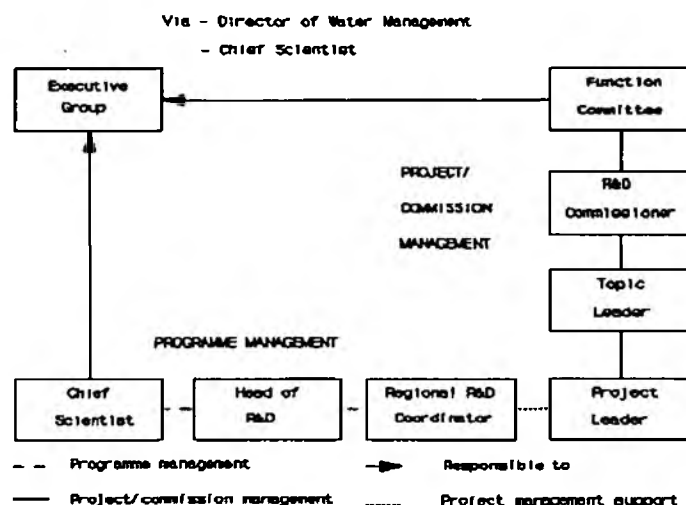 Via - Director of Water Management
- Chief Scientist
Executive
Group
Function
Committee
PROJECT/
COMMISSION
MANAGEMENT
R&D
Commissioner
Topic
Leader
PROGRAMME MANAGEMENT
Chief
Scientist
Head of
R&D
Regional R&D
Coordinator
Project
Leader
Programme management
Responsible to
Project/commission management
Project management support